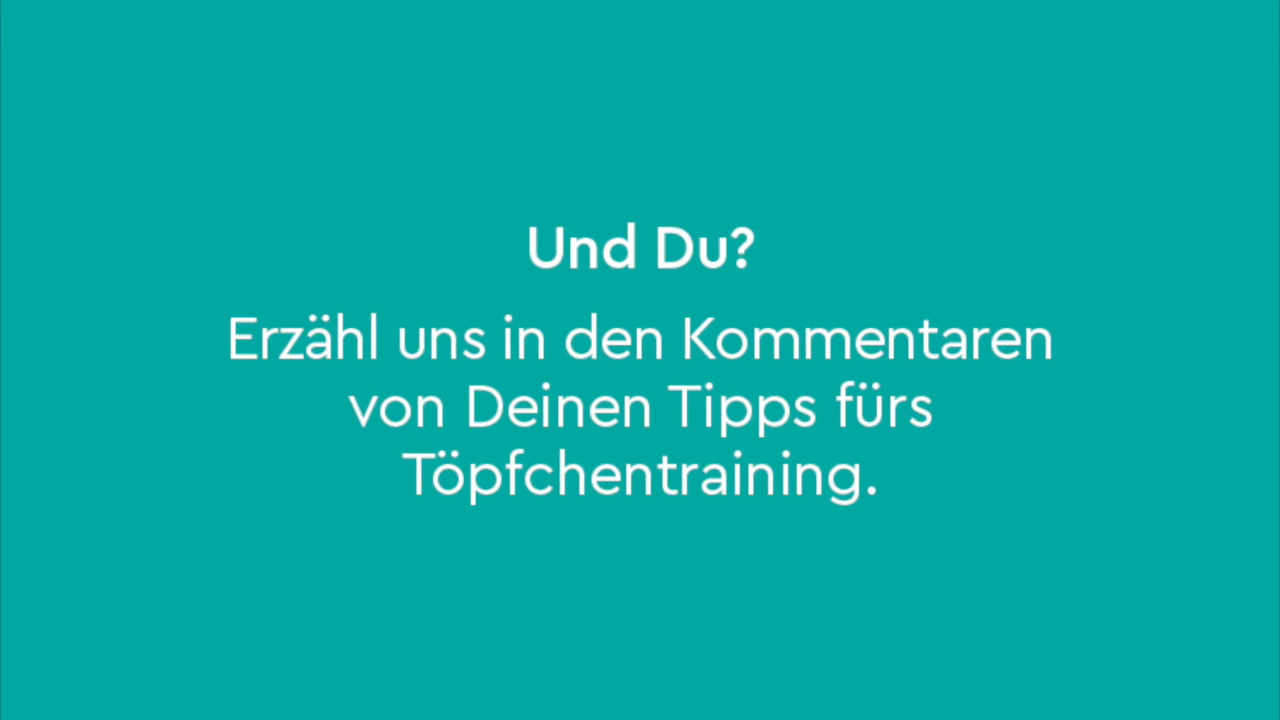 Und Du?
Erzähl uns in den Kommentaren
von Deinen Tipps fürs
Töpfchentraining.